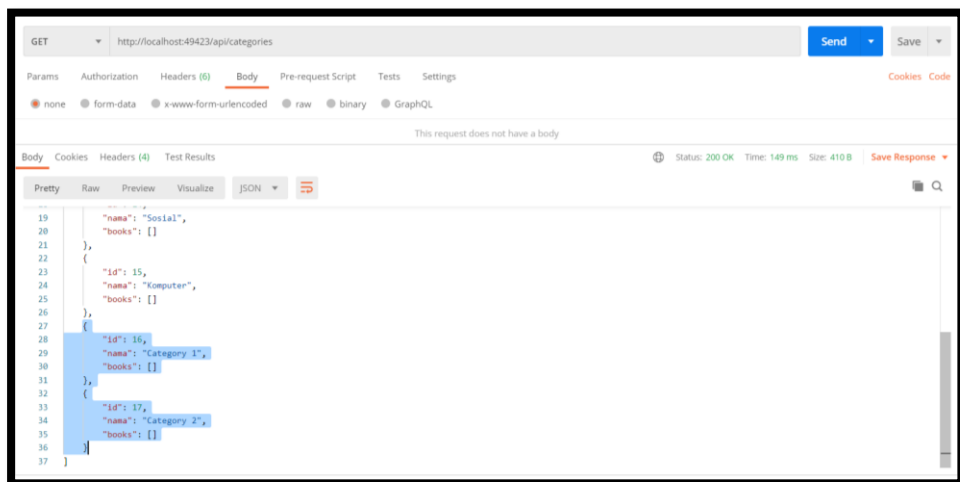 GET http://localhost:49423/api/categories Send Save
Params Authorization Headers (6) Body Pre-request Script Tests Settings Cookies Code
none form-data x-www-form-urlencoded raw binary GraphQL
This request does not have a body
Body Cookies Headers (4) Test Results Status: 200 OK Time: 149 ms Size: 410 B Save Response
Pretty Raw Preview Visualize JSON
19 "nama": "Sosial",
20 "books": []
21 },
22 {
23 "id": 15,
24 "nama": "Komputer",
25 "books": []
26 },
27 {
28 "id": 16,
29 "nama": "Category 1",
30 "books": []
31 },
32 {
33 "id": 17,
34 "nama": "Category 2",
35 "books": []
36 }
37 ]